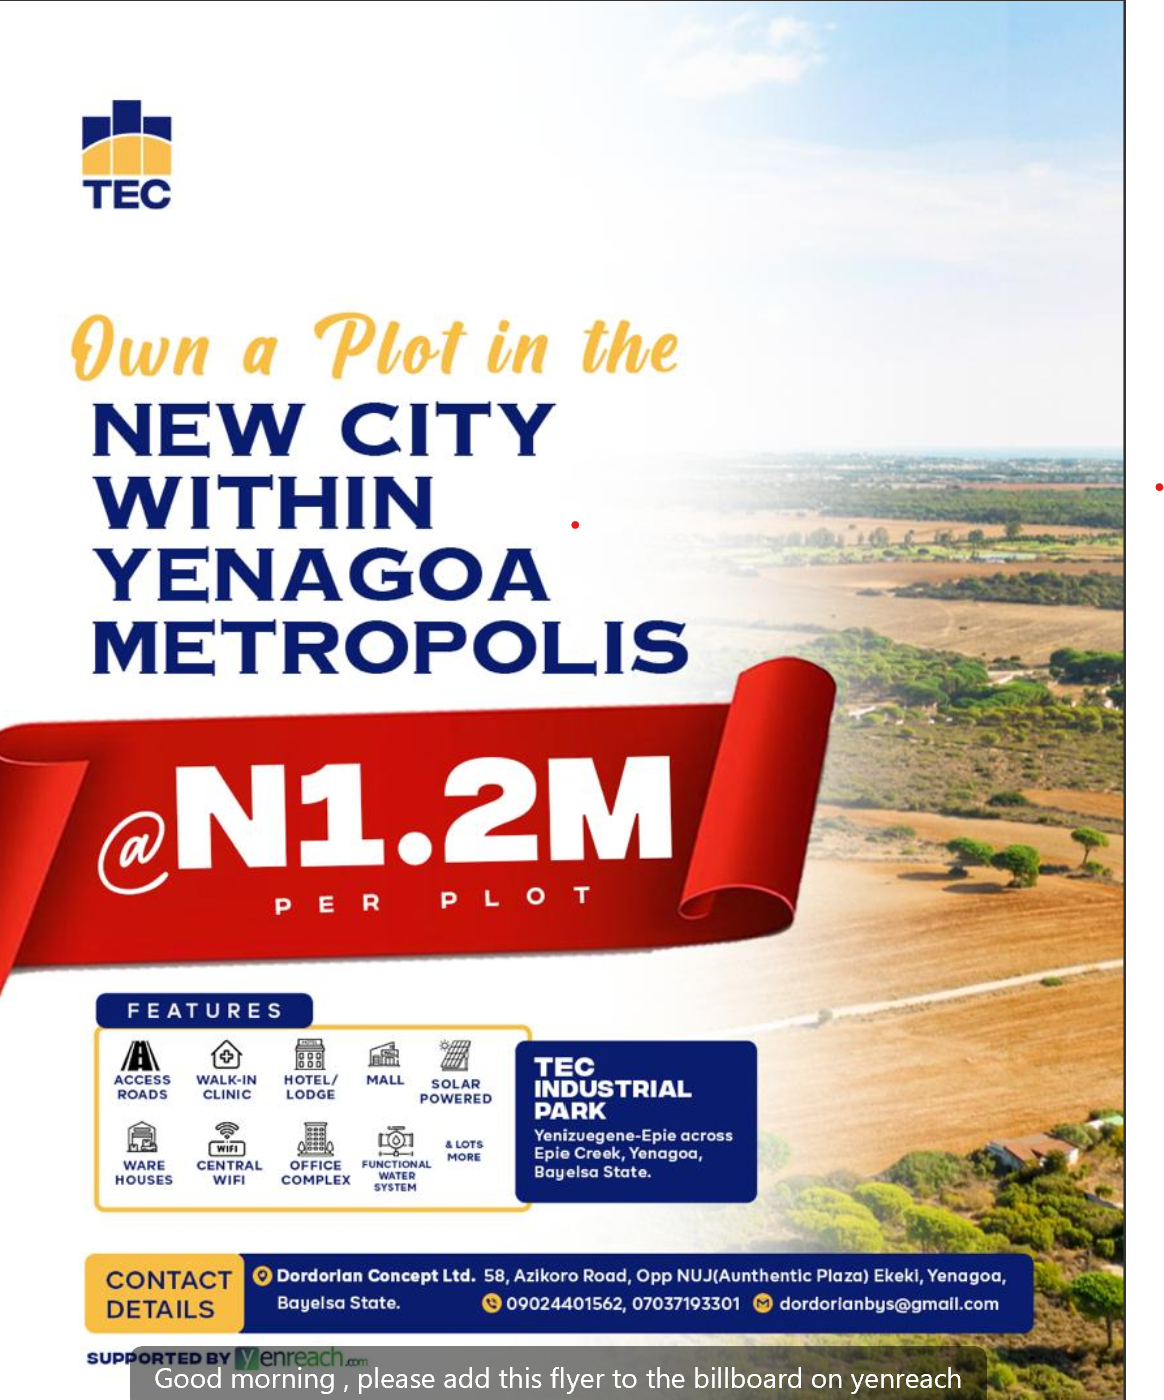 TEC
Own a Plot in the
NEW CITY
WITHIN
YENAGOA
METROPOLIS
@N1.2M
PER PLOT
FEATURES
ACCESS ROADS
WALK-IN CLINIC
HOTEL/ LODGE
MALL
SOLAR POWERED
WARE HOUSES
WIFI
CENTRAL WIFI
OFFICE COMPLEX
FUNCTIONAL WATER SYSTEM
& LOTS MORE
TEC
INDUSTRIAL
PARK
Yenizuegene-Epie across
Epie Creek, Yenagoa,
Bayelsa State.
CONTACT
DETAILS
Dordorian Concept Ltd. 58, Azikoro Road, Opp NUJ(Aunthentic Plaza) Ekeki, Yenagoa,
Bayelsa State. 09024401562, 07037193301 dordorianbys@gmail.com
SUPPORTED BY Yenreach.com
Good morning , please add this flyer to the billboard on yenreach